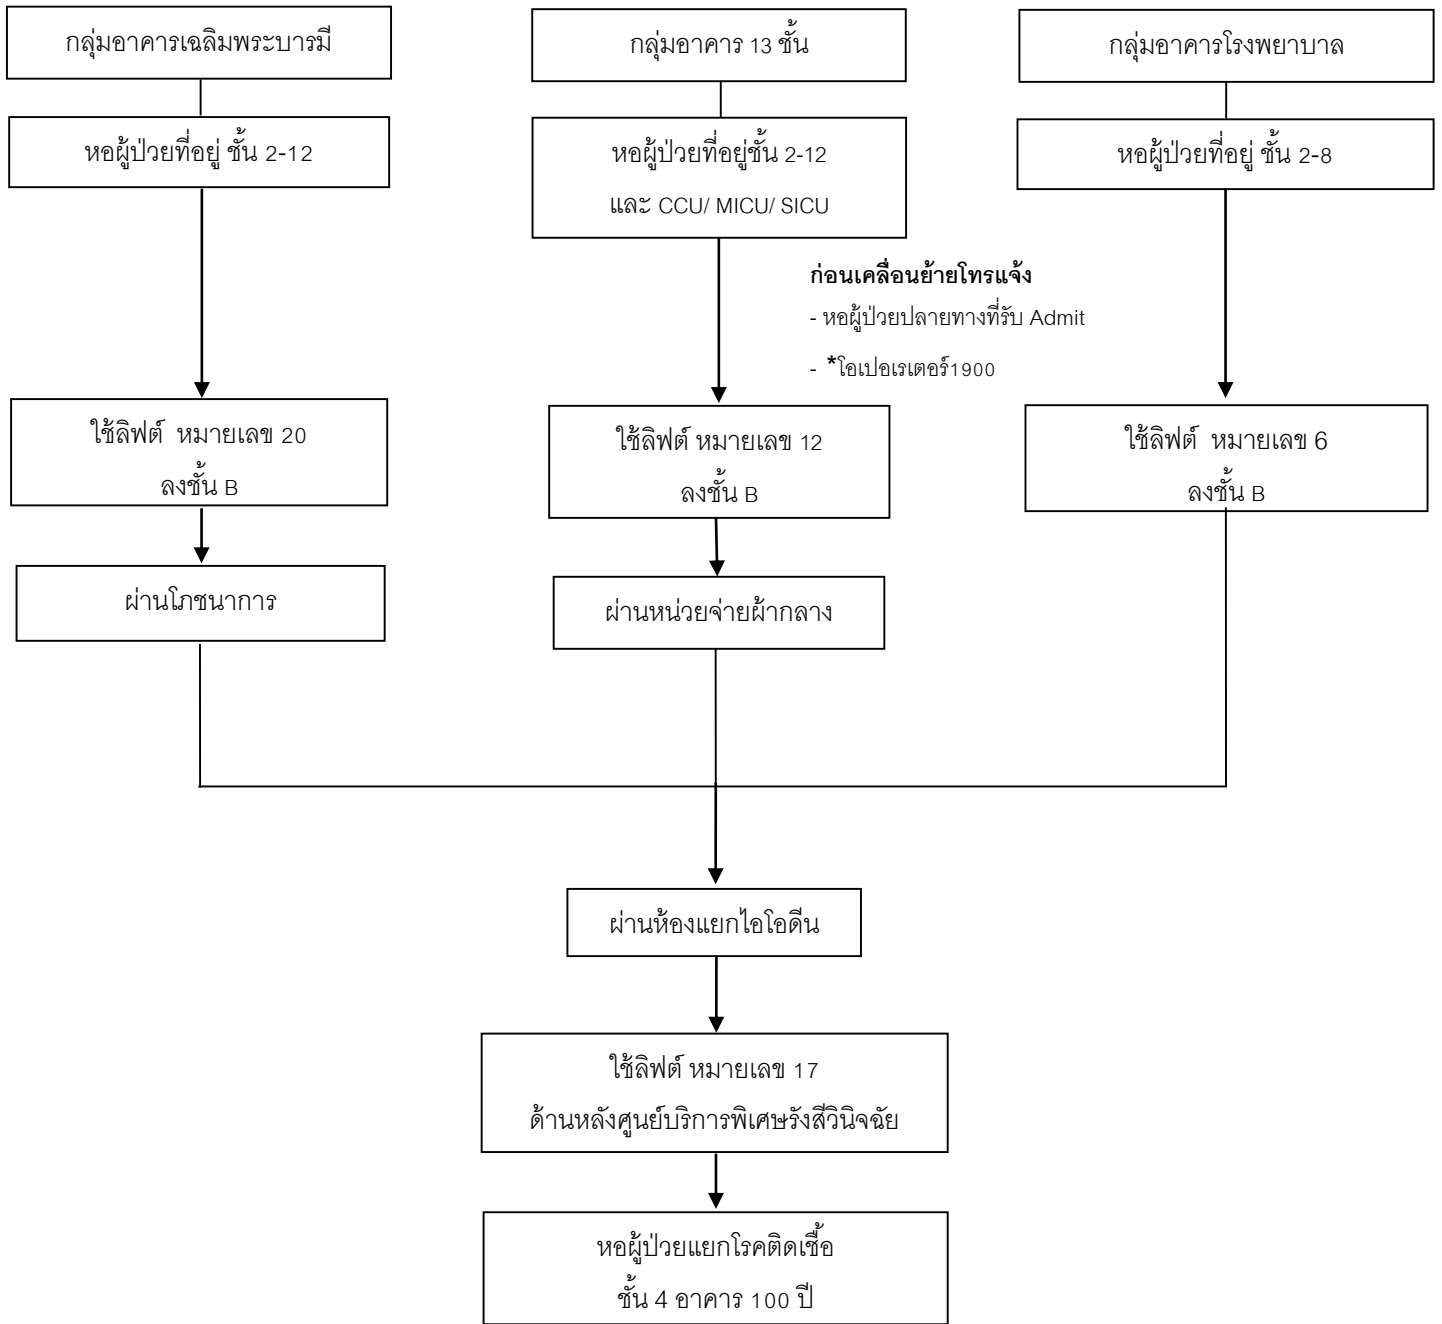 กลุ่มอาคารเฉลิมพระบารมี
กลุ่มอาคาร 13 ชั้น
กลุ่มอาคารโรงพยาบาล
หอผู้ป่วยที่อยู่ ชั้น 2-12
หอผู้ป่วยที่อยู่ชั้น 2-12
และ CCU/ MICU/ SICU
หอผู้ป่วยที่อยู่ ชั้น 2-8
ก่อนเคลื่อนย้ายโทรแจ้ง
- หอผู้ป่วยปลายทางที่รับ Admit
- *โอเปอเรเตอร์1900
ใช้ลิฟต์ หมายเลข 20
ลงชั้น B
ใช้ลิฟต์ หมายเลข 12
ลงชั้น B
ใช้ลิฟต์ หมายเลข 6
ลงชั้น B
ผ่านโภชนาการ
ผ่านหน่วยจ่ายผ้ากลาง
ผ่านห้องแยกไอโอดีน
ใช้ลิฟต์ หมายเลข 17
ด้านหลังศูนย์บริการพิเศษรังสีวินิจฉัย
หอผู้ป่วยแยกโรคติดเชื้อ
ชั้น 4 อาคาร 100 ปี